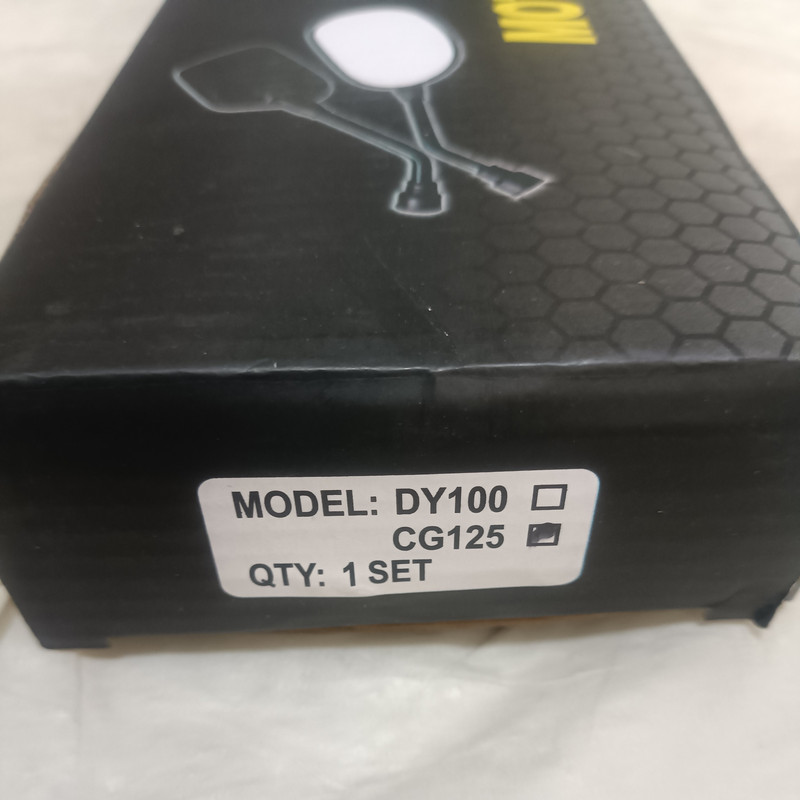 MODEL: DY100 ☐
CG125 ■
QTY: 1 SET